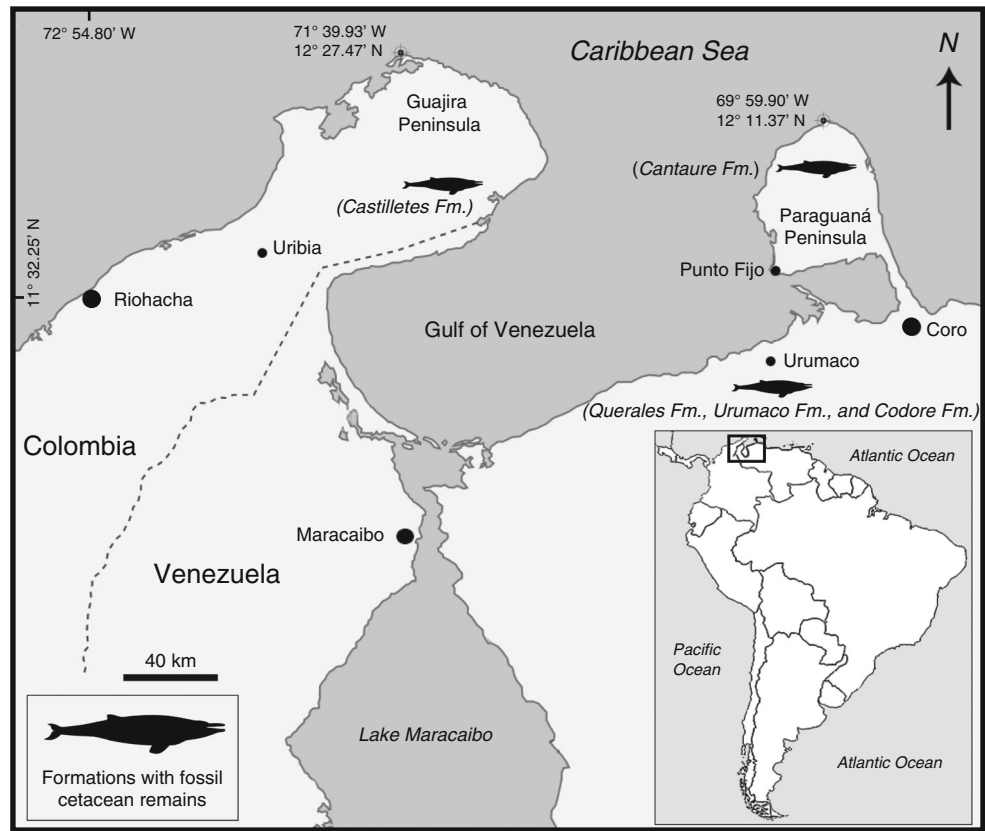 72° 54.80' W
71° 39.93' W
12° 27.47' N
Caribbean Sea
N
Guajira
Peninsula
69° 59.90' W
12° 11.37' N
(Cantaure Fm.)
(Castilletes Fm.)
Paraguaná
Peninsula
11° 32.25' N
Uribia
Punto Fijo
Riohacha
Gulf of Venezuela
Coro
Urumaco
(Querales Fm., Urumaco Fm., and Codore Fm.)
Colombia
Atlantic Ocean
Maracaibo
Venezuela
40 km
Pacific
Ocean
Lake Maracaibo
Atlantic Ocean
Formations with fossil
cetacean remains